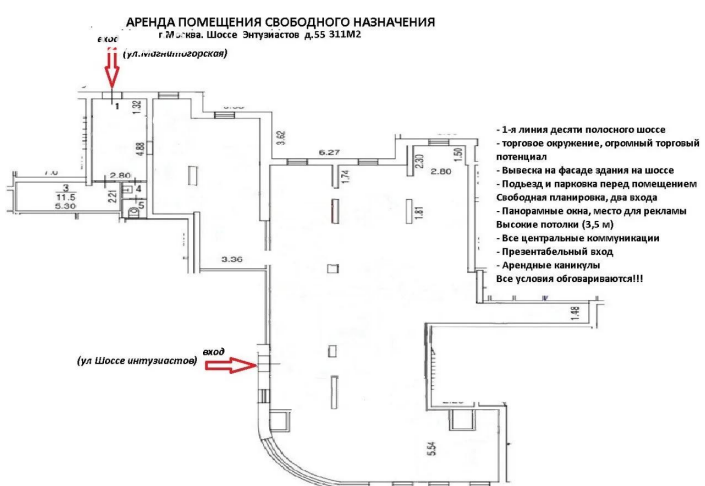 АРЕНДА ПОМЕЩЕНИЯ СВОБОДНОГО НАЗНАЧЕНИЯ
г.Москва. Шоссе Энтузиастов д.55 311М2
вход
(ул.Магнитогорская)
1
1.32
4.88
2.80
3
11.5
5.30
2.21
4
5
3.62
6.27
1.74
2.30
1.50
2.80
1.81
3.36
1.48
5.54
- 1-я линия десяти полосного шоссе
- торговое окружение, огромный торговый
потенциал
- Вывеска на фасаде здания на шоссе
- Подьезд и парковка перед помещением
Свободная планировка, два входа
- Панорамные окна, место для рекламы
Высокие потолки (3,5 м)
- Все центральные коммуникации
- Презентабельный вход
- Арендные каникулы
Все условия обговариваются!!!
вход
(ул Шоссе интузиастов)